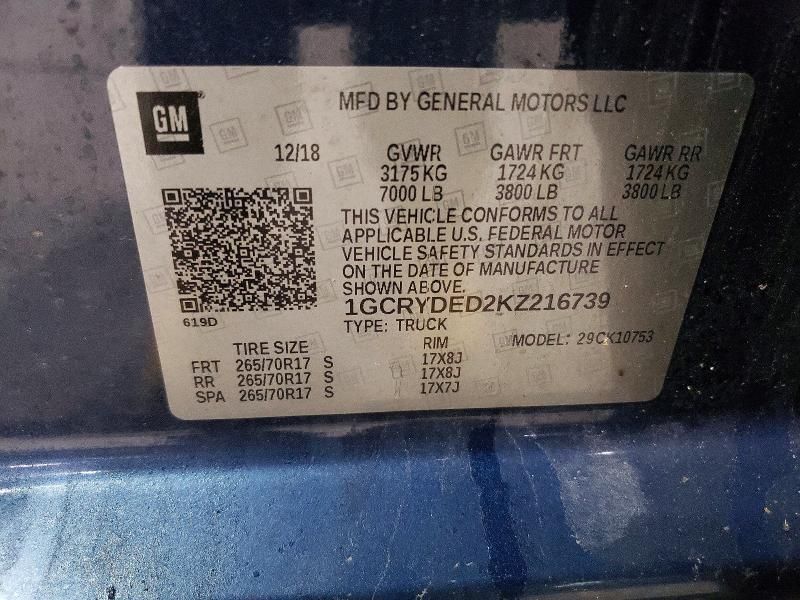 GM
MFD BY GENERAL MOTORS LLC
12/18 GVWR GAWR FRT GAWR RR
3175 KG 1724 KG 1724 KG
7000 LB 3800 LB 3800 LB
THIS VEHICLE CONFORMS TO ALL
APPLICABLE U.S. FEDERAL MOTOR
VEHICLE SAFETY STANDARDS IN EFFECT
ON THE DATE OF MANUFACTURE
SHOWN ABOVE.
1GCRYDED2KZ216739
619D
TYPE: TRUCK MODEL: 29CK10753
TIRE SIZE RIM
FRT 265/70R17 S 17X8J
RR 265/70R17 S 17X8J
SPA 265/70R17 S 17X7J